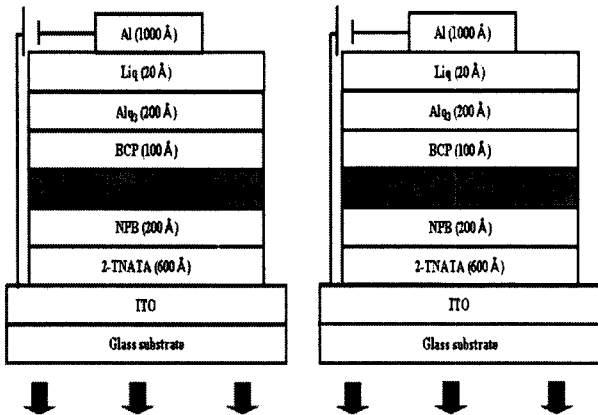 Al (1000 Å)
Liq (20 Å)
Alq3 (200 Å)
BCP (100 Å)
NPB (200 Å)
2-TNATA (600 Å)
ITO
Glass substrate
Al (1000 Å)
Liq (20 Å)
Alq3 (200 Å)
BCP (100 Å)
NPB (200 Å)
2-TNATA (600 Å)
ITO
Glass substrate